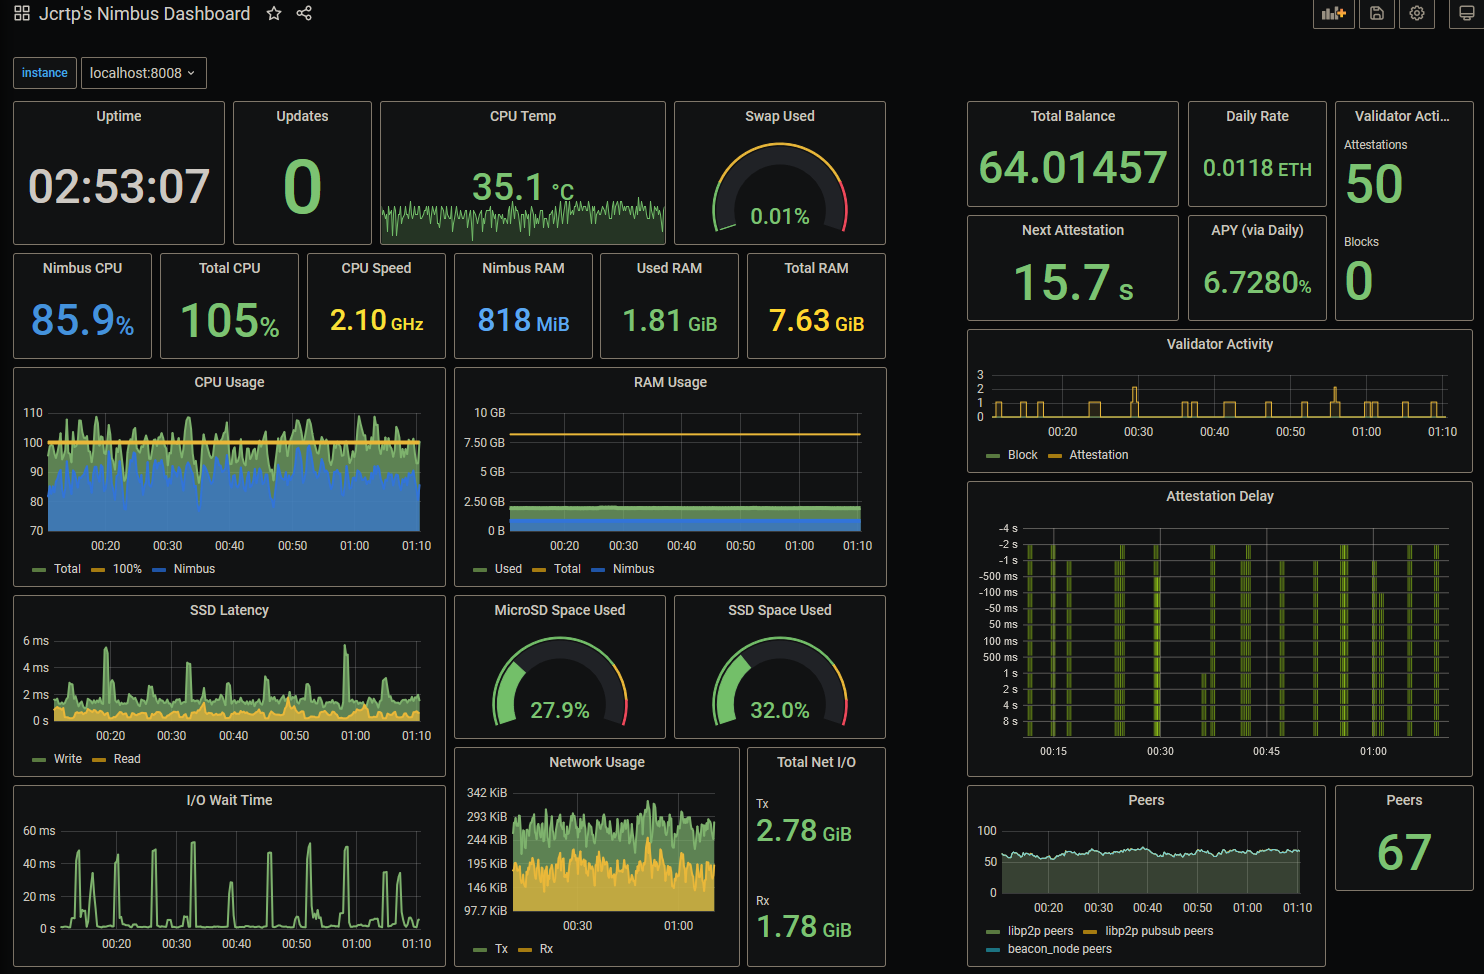 Jcrtp's Nimbus Dashboard
instance
localhost:8008
Uptime
02:53:07
Updates
0
CPU Temp
35.1 °C
Swap Used
0.01%
Nimbus CPU
85.9%
Total CPU
105%
CPU Speed
2.10 GHz
Nimbus RAM
818 MiB
Used RAM
1.81 GiB
Total RAM
7.63 GiB
CPU Usage
110
100
90
80
70
00:20 00:30 00:40 00:50 01:00 01:10
Total 100% Nimbus
RAM Usage
10 GB
7.50 GB
5 GB
2.50 GB
0 B
00:20 00:30 00:40 00:50 01:00 01:10
Used Total Nimbus
SSD Latency
6 ms
4 ms
2 ms
0 s
00:20 00:30 00:40 00:50 01:00 01:10
Write Read
MicroSD Space Used
27.9%
SSD Space Used
32.0%
I/O Wait Time
60 ms
40 ms
20 ms
0 s
00:20 00:30 00:40 00:50 01:00 01:10
Network Usage
342 KiB
293 KiB
244 KiB
195 KiB
146 KiB
97.7 KiB
00:30 01:00
Tx Rx
Total Net I/O
Tx
2.78 GiB
Rx
1.78 GiB
Total Balance
64.01457
Daily Rate
0.0118 ETH
Validator Acti...
Attestations
50
Blocks
0
Next Attestation
15.7 s
APY (via Daily)
6.7280%
Validator Activity
3
2
1
0
00:20 00:30 00:40 00:50 01:00 01:10
Block Attestation
Attestation Delay
-4 s
-2 s
-1 s
-500 ms
-100 ms
-50 ms
50 ms
100 ms
500 ms
1 s
2 s
4 s
8 s
00:15 00:30 00:45 01:00
Peers
100
50
0
00:20 00:30 00:40 00:50 01:00 01:10
libp2p peers libp2p pubsub peers
beacon_node peers
Peers
67